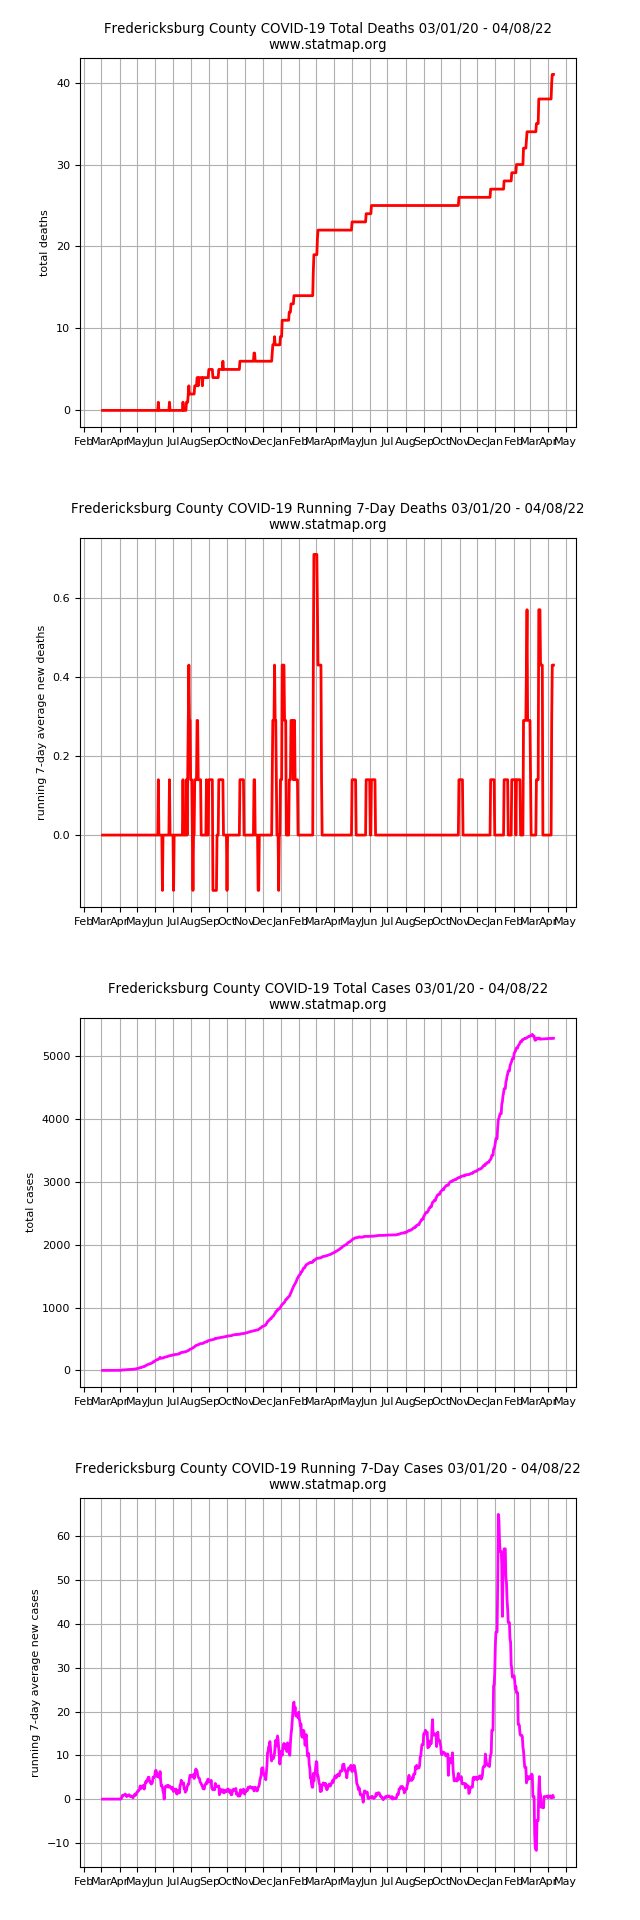 Fredericksburg County COVID-19 Total Deaths 03/01/20 - 04/08/22
www.statmap.org
40
30
20
10
0
total deaths
Feb Mar Apr May Jun Jul Aug Sep Oct Nov Dec Jan Feb Mar Apr May Jun Jul Aug Sep Oct Nov Dec Jan Feb Mar Apr May
Fredericksburg County COVID-19 Running 7-Day Deaths 03/01/20 - 04/08/22
www.statmap.org
0.6
0.4
0.2
0.0
running 7-day average new deaths
Feb Mar Apr May Jun Jul Aug Sep Oct Nov Dec Jan Feb Mar Apr May Jun Jul Aug Sep Oct Nov Dec Jan Feb Mar Apr May
Fredericksburg County COVID-19 Total Cases 03/01/20 - 04/08/22
www.statmap.org
5000
4000
3000
2000
1000
0
total cases
Feb Mar Apr May Jun Jul Aug Sep Oct Nov Dec Jan Feb Mar Apr May Jun Jul Aug Sep Oct Nov Dec Jan Feb Mar Apr May
Fredericksburg County COVID-19 Running 7-Day Cases 03/01/20 - 04/08/22
www.statmap.org
60
50
40
30
20
10
0
−10
running 7-day average new cases
Feb Mar Apr May Jun Jul Aug Sep Oct Nov Dec Jan Feb Mar Apr May Jun Jul Aug Sep Oct Nov Dec Jan Feb Mar Apr May